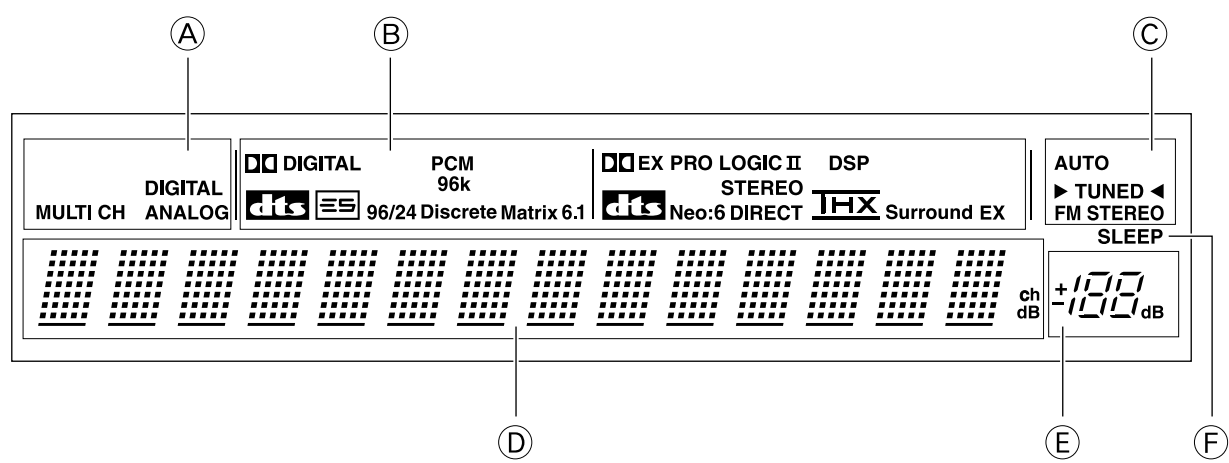 A B C
DIGITAL PCM EX PRO LOGIC II DSP AUTO
DIGITAL 96k STEREO ▶ TUNED ◀
MULTI CH ANALOG dts ES 96/24 Discrete Matrix 6.1 dts Neo:6 DIRECT THX Surround EX FM STEREO
SLEEP
ch
dB
+
-188 dB
D E F